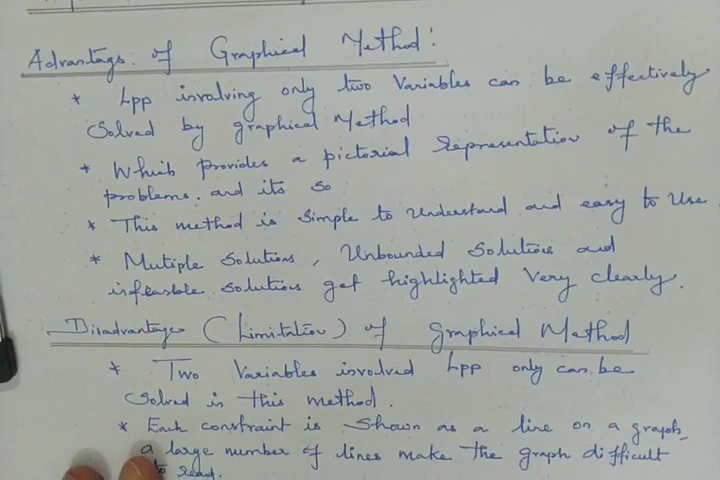 Advantags of Graphical Method:
* Lpp involving only two Variables can be effectively
Solved by graphical Method
* Which provides a pictorial Representation of the
problems. and its so
* This method is Simple to Understand and easy to Use.
* Mutiple Solutions, Unbounded Solutions and
infeasible Solutions get highlighted Very clearly.
Disadvantage (Limitation) of Graphical Method
* Two Variables involved Lpp only can be
Solved in this method.
* Each constraint is Shown as a line on a graph,
a large number of lines make the graph difficult
to read.